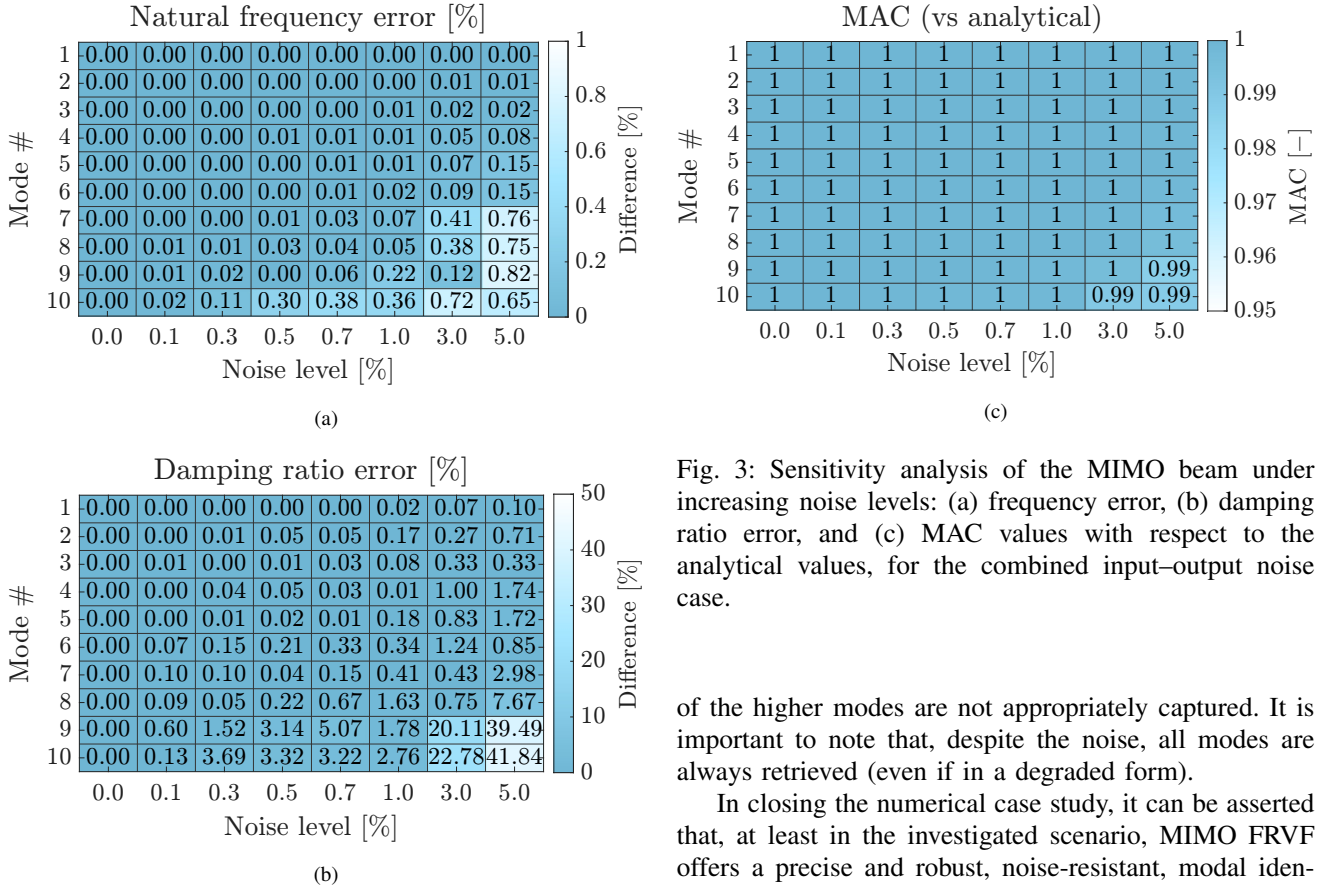 Natural frequency error [%]
Mode #
1 0.00 0.00 0.00 0.00 0.00 0.00 0.00 0.00
2 0.00 0.00 0.00 0.00 0.00 0.00 0.01 0.01
3 0.00 0.00 0.00 0.00 0.00 0.01 0.02 0.02
4 0.00 0.00 0.00 0.01 0.01 0.01 0.05 0.08
5 0.00 0.00 0.00 0.00 0.01 0.01 0.07 0.15
6 0.00 0.00 0.00 0.00 0.01 0.02 0.09 0.15
7 0.00 0.00 0.00 0.01 0.03 0.07 0.41 0.76
8 0.00 0.01 0.01 0.03 0.04 0.05 0.38 0.75
9 0.00 0.01 0.02 0.00 0.06 0.22 0.12 0.82
10 0.00 0.02 0.11 0.30 0.38 0.36 0.72 0.65
0.0 0.1 0.3 0.5 0.7 1.0 3.0 5.0
Noise level [%]
1
0.8
0.6
0.4
0.2
0
Difference [%]
(a)
Damping ratio error [%]
Mode #
1 0.00 0.00 0.00 0.00 0.00 0.02 0.07 0.10
2 0.00 0.00 0.01 0.05 0.05 0.17 0.27 0.71
3 0.00 0.01 0.00 0.01 0.03 0.08 0.33 0.33
4 0.00 0.00 0.04 0.05 0.03 0.01 1.00 1.74
5 0.00 0.00 0.01 0.02 0.01 0.18 0.83 1.72
6 0.00 0.07 0.15 0.21 0.33 0.34 1.24 0.85
7 0.00 0.10 0.10 0.04 0.15 0.41 0.43 2.98
8 0.00 0.09 0.05 0.22 0.67 1.63 0.75 7.67
9 0.00 0.60 1.52 3.14 5.07 1.78 20.11 39.49
10 0.00 0.13 3.69 3.32 3.22 2.76 22.78 41.84
0.0 0.1 0.3 0.5 0.7 1.0 3.0 5.0
Noise level [%]
50
40
30
20
10
0
Difference [%]
(b)
MAC (vs analytical)
Mode #
1 1 1 1 1 1 1 1 1
2 1 1 1 1 1 1 1 1
3 1 1 1 1 1 1 1 1
4 1 1 1 1 1 1 1 1
5 1 1 1 1 1 1 1 1
6 1 1 1 1 1 1 1 1
7 1 1 1 1 1 1 1 1
8 1 1 1 1 1 1 1 1
9 1 1 1 1 1 1 1 0.99
10 1 1 1 1 1 1 0.99 0.99
0.0 0.1 0.3 0.5 0.7 1.0 3.0 5.0
Noise level [%]
1
0.99
0.98
0.97
0.96
0.95
MAC [−]
(c)
Fig. 3: Sensitivity analysis of the MIMO beam under
increasing noise levels: (a) frequency error, (b) damping
ratio error, and (c) MAC values with respect to the
analytical values, for the combined input–output noise
case.
of the higher modes are not appropriately captured. It is
important to note that, despite the noise, all modes are
always retrieved (even if in a degraded form).
In closing the numerical case study, it can be asserted
that, at least in the investigated scenario, MIMO FRVF
offers a precise and robust, noise-resistant, modal iden-